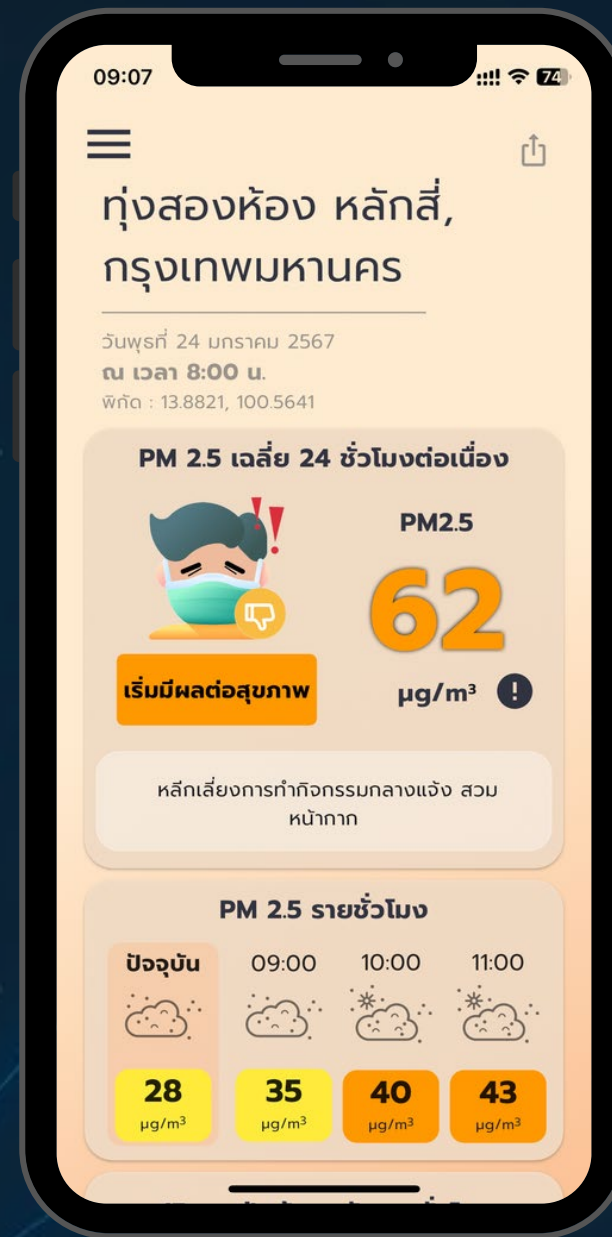 09:07
74
ทุ่งสองห้อง หลักสี่,
กรุงเทพมหานคร
วันพุธที่ 24 มกราคม 2567
ณ เวลา 8:00 น.
พิกัด : 13.8821, 100.5641
PM 2.5 เฉลี่ย 24 ชั่วโมงต่อเนื่อง
PM2.5
62
เริ่มมีผลต่อสุขภาพ
µg/m³
หลีกเลี่ยงการทำกิจกรรมกลางแจ้ง สวม
หน้ากาก
PM 2.5 รายชั่วโมง
ปัจจุบัน 09:00 10:00 11:00
28 35 40 43
µg/m³ µg/m³ µg/m³ µg/m³